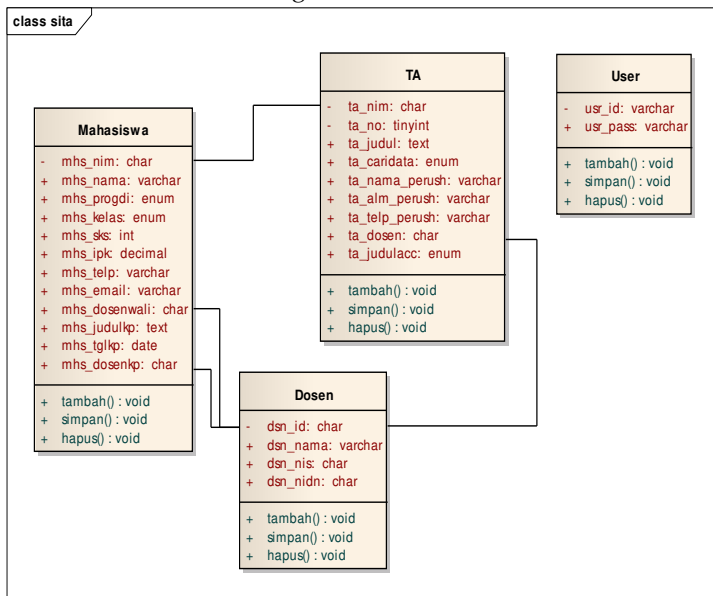 class sita
Mahasiswa
- mhs_nim: char
+ mhs_nama: varchar
+ mhs_progdi: enum
+ mhs_kelas: enum
+ mhs_sks: int
+ mhs_ipk: decimal
+ mhs_telp: varchar
+ mhs_email: varchar
+ mhs_dosenwali: char
+ mhs_judulkp: text
+ mhs_tglkp: date
+ mhs_dosenkp: char
+ tambah() : void
+ simpan() : void
+ hapus() : void
TA
- ta_nim: char
- ta_no: tinyint
+ ta_judul: text
+ ta_caridata: enum
+ ta_nama_perush: varchar
+ ta_alm_perush: varchar
+ ta_telp_perush: varchar
+ ta_dosen: char
+ ta_judulacc: enum
+ tambah() : void
+ simpan() : void
+ hapus() : void
User
- usr_id: varchar
+ usr_pass: varchar
+ tambah() : void
+ simpan() : void
+ hapus() : void
Dosen
- dsn_id: char
+ dsn_nama: varchar
+ dsn_nis: char
+ dsn_nidn: char
+ tambah() : void
+ simpan() : void
+ hapus() : void